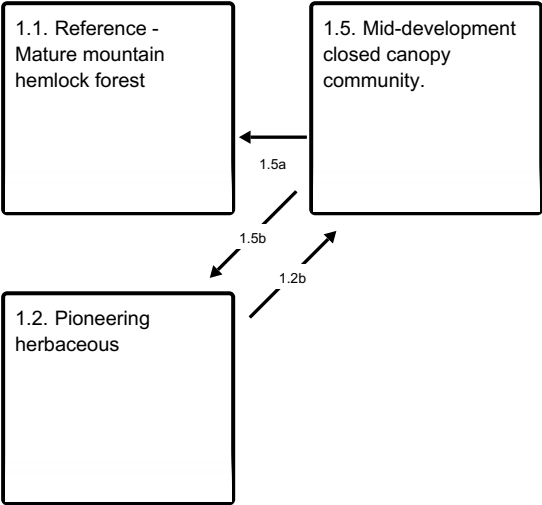 1.1. Reference -
Mature mountain
hemlock forest
1.5. Mid-development
closed canopy
community.
1.5a
1.5b
1.2b
1.2. Pioneering
herbaceous